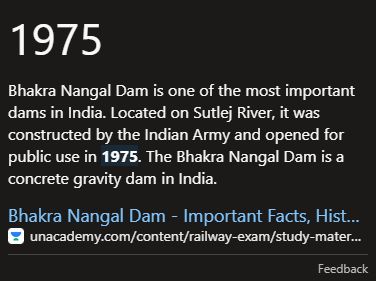 1975
Bhakra Nangal Dam is one of the most important
dams in India. Located on Sutlej River, it was
constructed by the Indian Army and opened for
public use in 1975. The Bhakra Nangal Dam is a
concrete gravity dam in India.
Bhakra Nangal Dam - Important Facts, Hist...
unacademy.com/content/railway-exam/study-mater...
Feedback